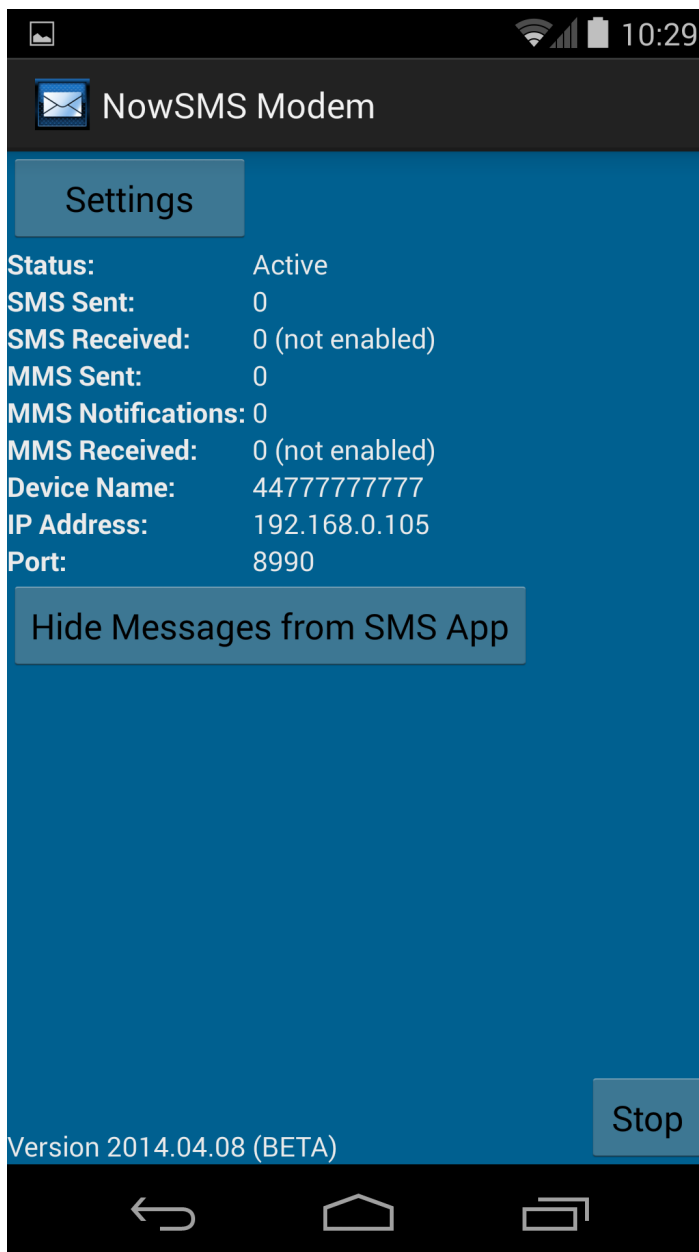 10:29
NowSMS Modem
Settings
Status: Active
SMS Sent: 0
SMS Received: 0 (not enabled)
MMS Sent: 0
MMS Notifications: 0
MMS Received: 0 (not enabled)
Device Name: 44777777777
IP Address: 192.168.0.105
Port: 8990
Hide Messages from SMS App
Stop
Version 2014.04.08 (BETA)